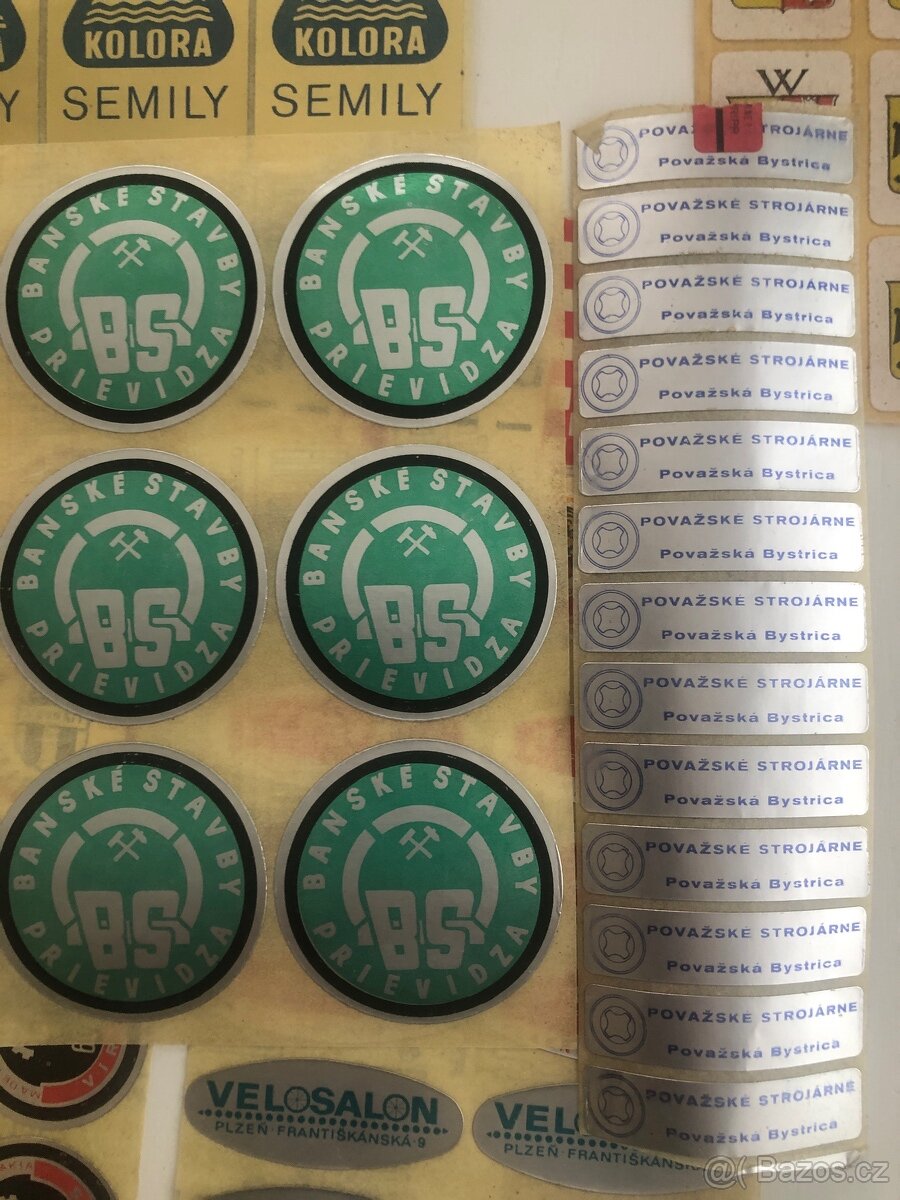 KOLORA
SEMILY
KOLORA
SEMILY
W
BANSKÉ STAVBY
PRIEVIDZA
BS
BANSKÉ STAVBY
PRIEVIDZA
BS
BANSKÉ STAVBY
PRIEVIDZA
BS
BANSKÉ STAVBY
PRIEVIDZA
BS
BANSKÉ STAVBY
PRIEVIDZA
BS
BANSKÉ STAVBY
PRIEVIDZA
BS
Považská Bystrica
POVAŽSKÉ STROJÁRNE
Považská Bystrica
POVAŽSKÉ STROJÁRNE
Považská Bystrica
POVAŽSKÉ STROJÁRNE
Považská Bystrica
POVAŽSKÉ STROJÁRNE
Považská Bystrica
POVAŽSKÉ STROJÁRNE
Považská Bystrica
POVAŽSKÉ STROJÁRNE
Považská Bystrica
POVAŽSKÉ STROJÁRNE
Považská Bystrica
POVAŽSKÉ STROJÁRNE
Považská Bystrica
POVAŽSKÉ STROJÁRNE
Považská Bystrica
POVAŽSKÉ STROJÁRNE
Považská Bystrica
POVAŽSKÉ STROJÁRNE
Považská Bystrica
POVAŽSKÉ STROJÁRNE
Považská Bystrica
VELOSALON
PLZEŇ·FRANTIŠKÁNSKÁ·9
PLZEŇ·FRANTIŠKÁNSK
MADE
Bazos.cz